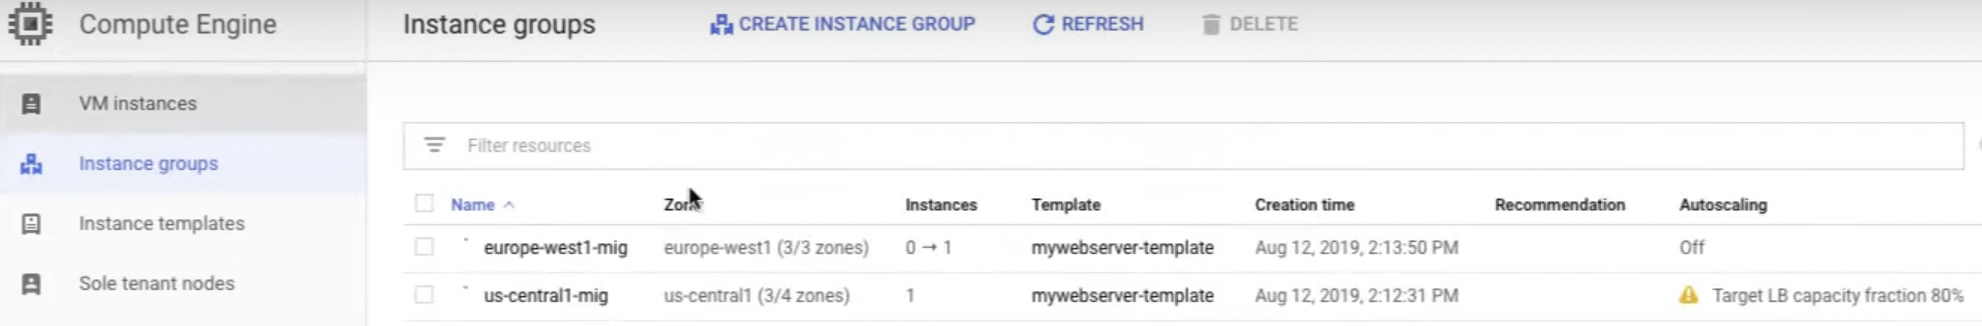 Compute Engine
Instance groups
CREATE INSTANCE GROUP
REFRESH
DELETE
VM instances
Instance groups
Instance templates
Sole tenant nodes
Filter resources
Name Instances Template Creation time Recommendation Autoscaling
europe-west1-mig europe-west1 (3/3 zones) 0 → 1 mywebserver-template Aug 12, 2019, 2:13:50 PM Off
us-central1-mig us-central1 (3/4 zones) 1 mywebserver-template Aug 12, 2019, 2:12:31 PM Target LB capacity fraction 80%